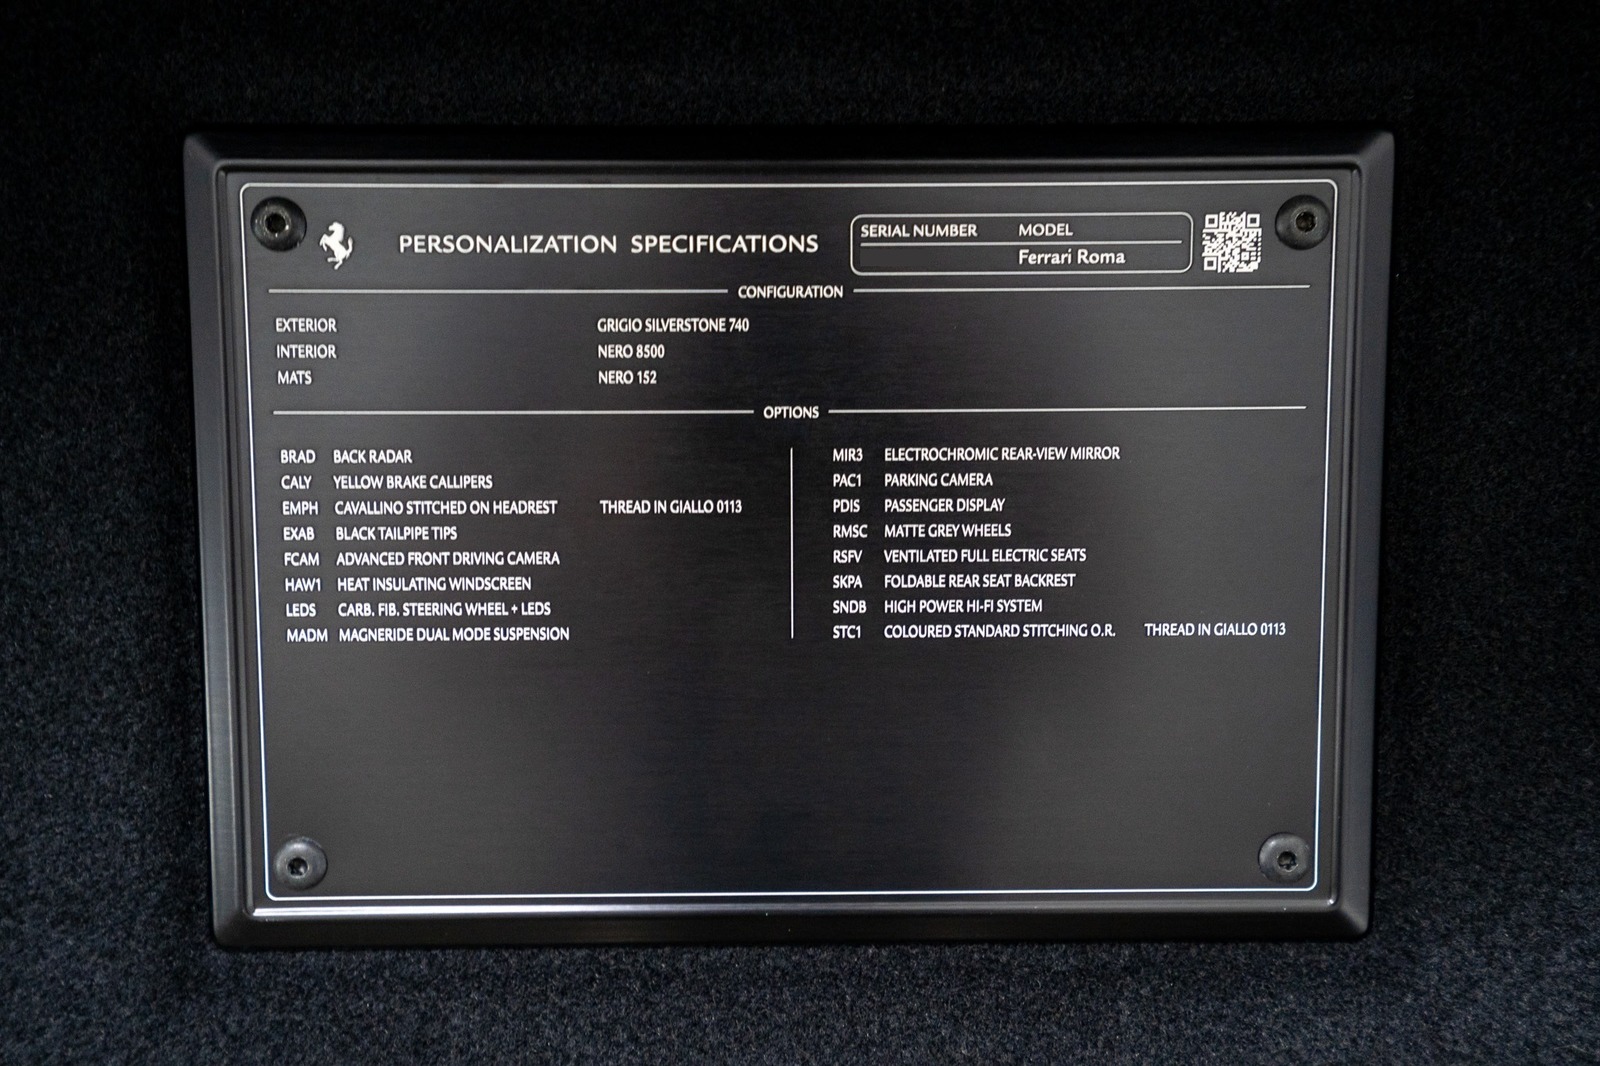 PERSONALIZATION SPECIFICATIONS
SERIAL NUMBER MODEL
Ferrari Roma
CONFIGURATION
EXTERIOR GRIGIO SILVERSTONE 740
INTERIOR NERO 8500
MATS NERO 152
OPTIONS
BRAD BACK RADAR
CALY YELLOW BRAKE CALLIPERS
EMPH CAVALLINO STITCHED ON HEADREST THREAD IN GIALLO 0113
EXAB BLACK TAILPIPE TIPS
FCAM ADVANCED FRONT DRIVING CAMERA
HAW1 HEAT INSULATING WINDSCREEN
LEDS CARB. FIB. STEERING WHEEL + LEDS
MADM MAGNERIDE DUAL MODE SUSPENSION
MIR3 ELECTROCHROMIC REAR-VIEW MIRROR
PAC1 PARKING CAMERA
PDIS PASSENGER DISPLAY
RMSC MATTE GREY WHEELS
RSFV VENTILATED FULL ELECTRIC SEATS
SKPA FOLDABLE REAR SEAT BACKREST
SNDB HIGH POWER HI-FI SYSTEM
STC1 COLOURED STANDARD STITCHING O.R. THREAD IN GIALLO 0113